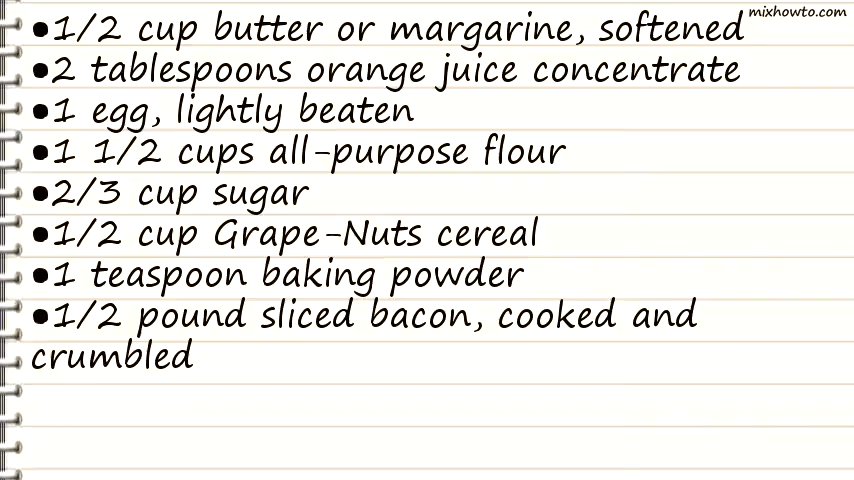 mixhowto.com
•1/2 cup butter or margarine, softened
•2 tablespoons orange juice concentrate
•1 egg, lightly beaten
•1 1/2 cups all-purpose flour
•2/3 cup sugar
•1/2 cup Grape-Nuts cereal
•1 teaspoon baking powder
•1/2 pound sliced bacon, cooked and
crumbled